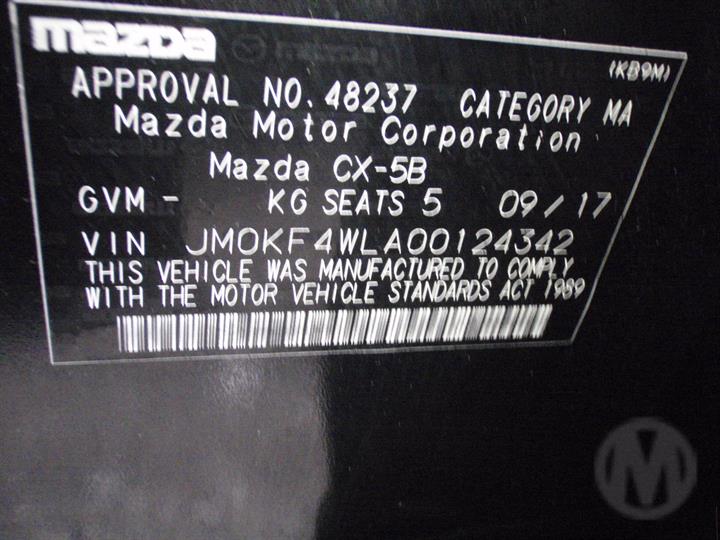 mazda
(KB9M)
APPROVAL NO. 48237 CATEGORY MA
Mazda Motor Corporation
Mazda CX-5B
GVM - KG SEATS 5 09/17
VIN JM0KF4WLA00124342
THIS VEHICLE WAS MANUFACTURED TO COMPLY
WITH THE MOTOR VEHICLE STANDARDS ACT 1989
M